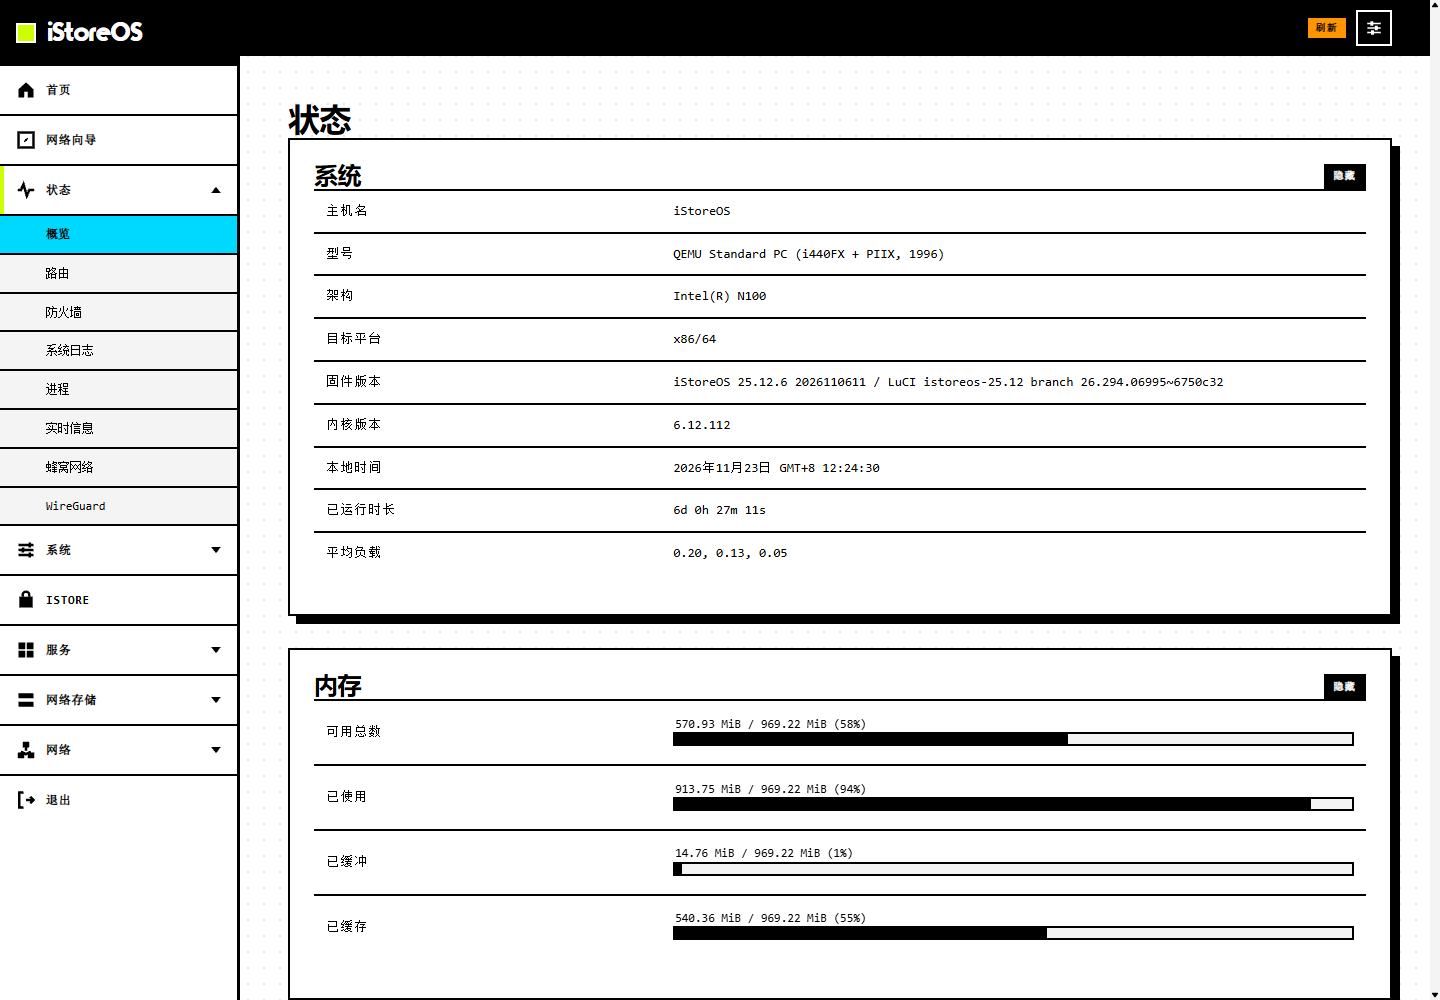 iStoreOS
刷新
首页
网络向导
状态
概览
路由
防火墙
系统日志
进程
实时信息
蜂窝网络
WireGuard
系统
ISTORE
服务
网络存储
网络
退出
状态
系统
隐藏
主机名 iStoreOS
型号 QEMU Standard PC (i440FX + PIIX, 1996)
架构 Intel(R) N100
目标平台 x86/64
固件版本 iStoreOS 25.12.6 2026110611 / LuCI istoreos-25.12 branch 26.294.06995~6750c32
内核版本 6.12.112
本地时间 2026年11月23日 GMT+8 12:24:30
已运行时长 6d 0h 27m 11s
平均负载 0.20, 0.13, 0.05
内存
隐藏
可用总数 570.93 MiB / 969.22 MiB (58%)
已使用 913.75 MiB / 969.22 MiB (94%)
已缓冲 14.76 MiB / 969.22 MiB (1%)
已缓存 540.36 MiB / 969.22 MiB (55%)